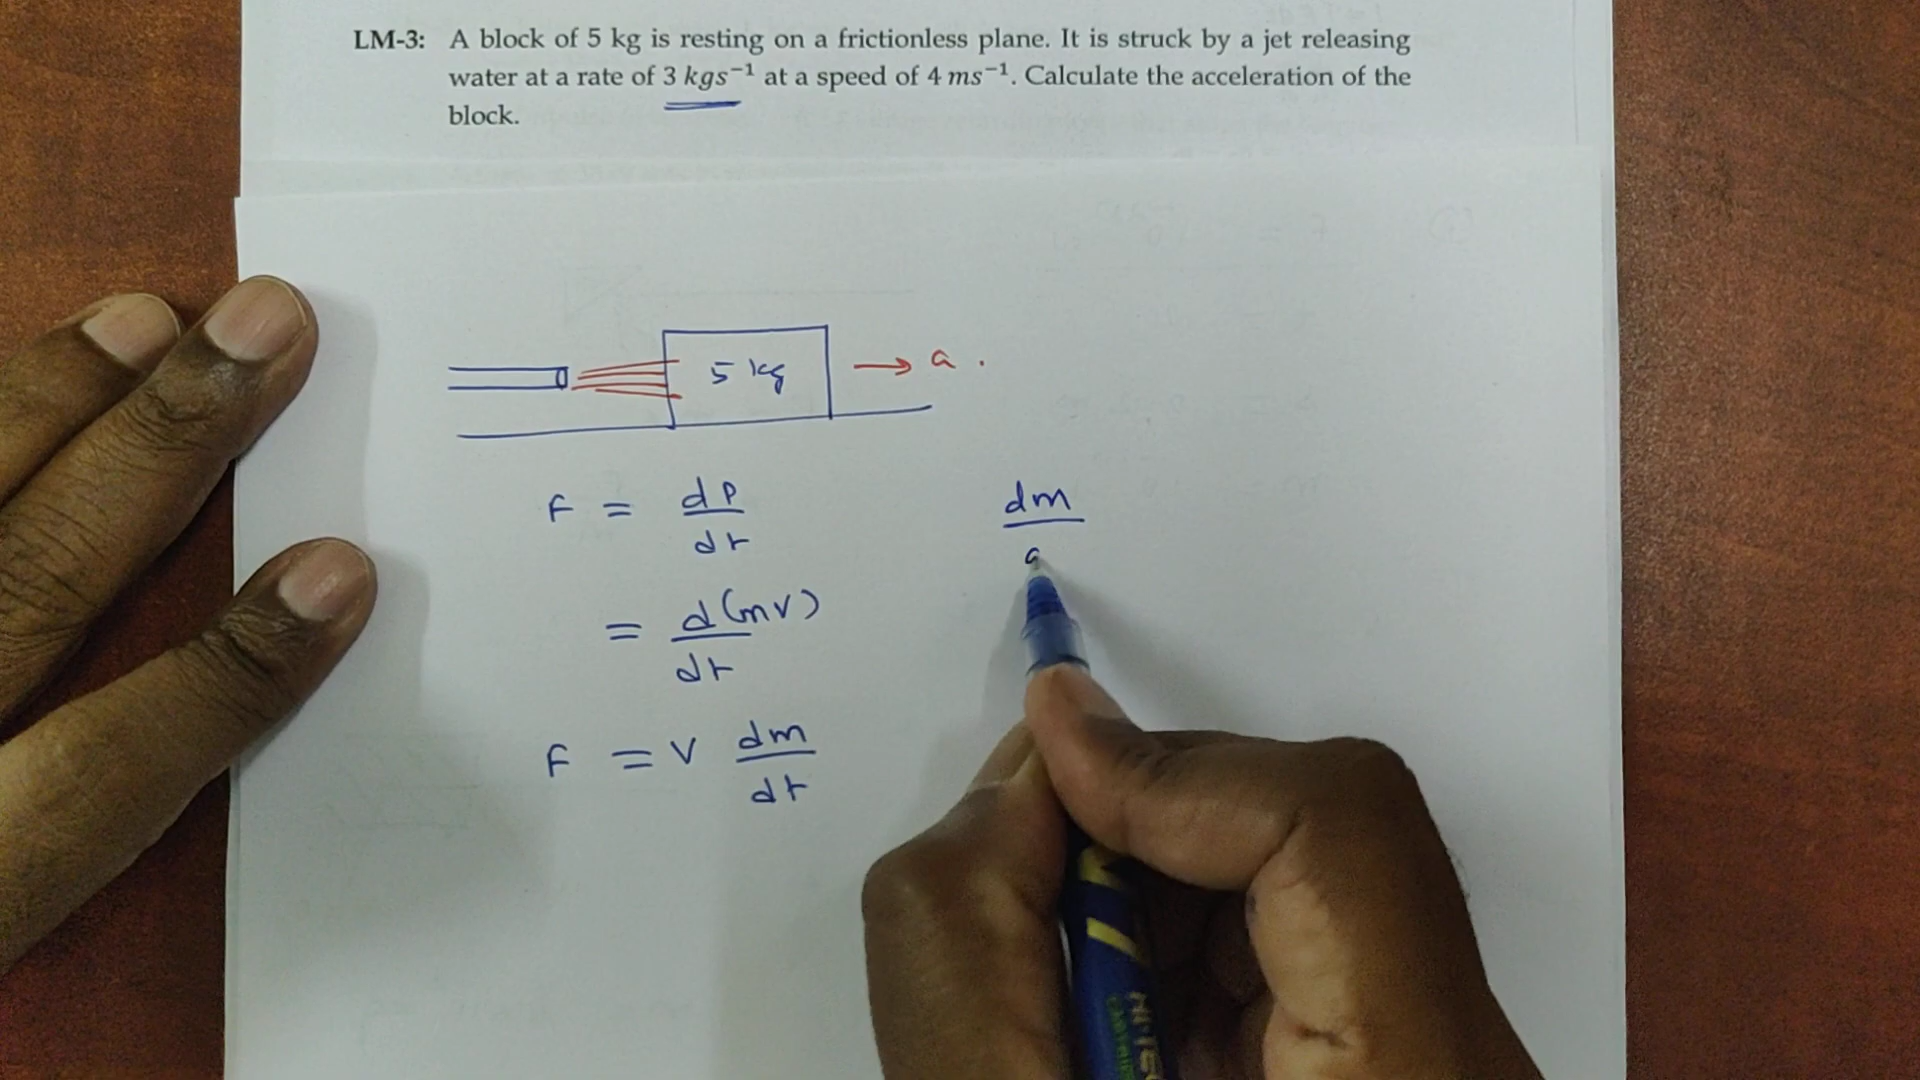 LM-3: A block of 5 kg is resting on a frictionless plane. It is struck by a jet releasing
water at a rate of 3 kgs⁻¹ at a speed of 4 ms⁻¹. Calculate the acceleration of the
block.
5 kg → a .
F = dP/dt
dm/
= d(mv)/dt
F = v dm/dt